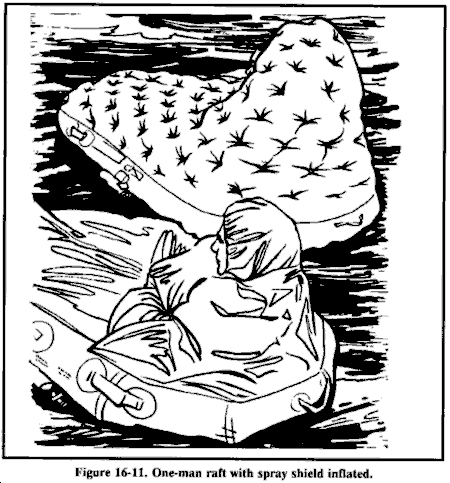 Figure 16-11. One-man raft with spray shield inflated.